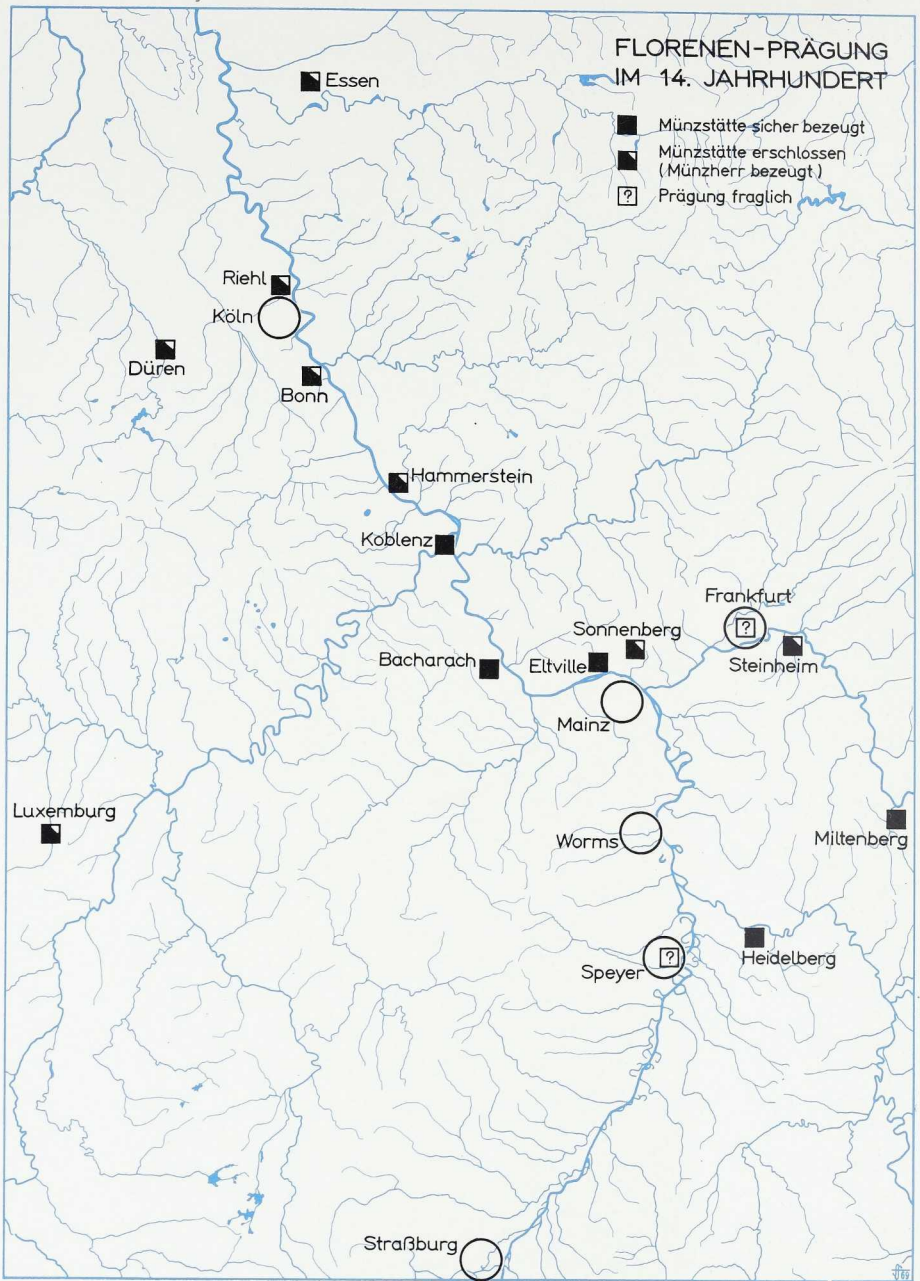 FLORENEN-PRÄGUNG
IM 14. JAHRHUNDERT
Münzstätte sicher bezeugt
Münzstätte erschlossen
(Münzherr bezeugt)
? Prägung fraglich
Essen
Riehl
Köln
Düren
Bonn
Hammerstein
Koblenz
Frankfurt
?
Sonnenberg
Steinheim
Bacharach
Eltville
Mainz
Luxemburg
Worms
Miltenberg
Speyer
?
Heidelberg
Straßburg